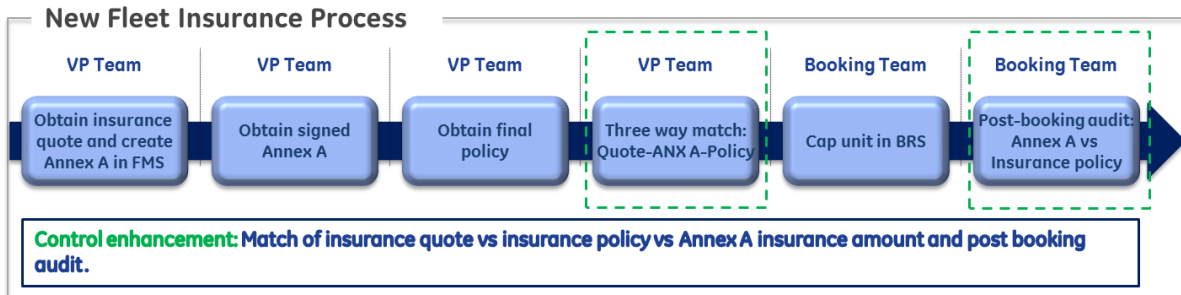 New Fleet Insurance Process
VP Team
VP Team
VP Team
VP Team
Booking Team
Booking Team
Obtain insurance
quote and create
Annex A in FMS
Obtain signed
Annex A
Obtain final
policy
Three way match:
Quote-ANX A-Policy
Cap unit in BRS
Post-booking audit:
Annex A vs
Insurance policy
Control enhancement: Match of insurance quote vs insurance policy vs Annex A insurance amount and post booking
audit.